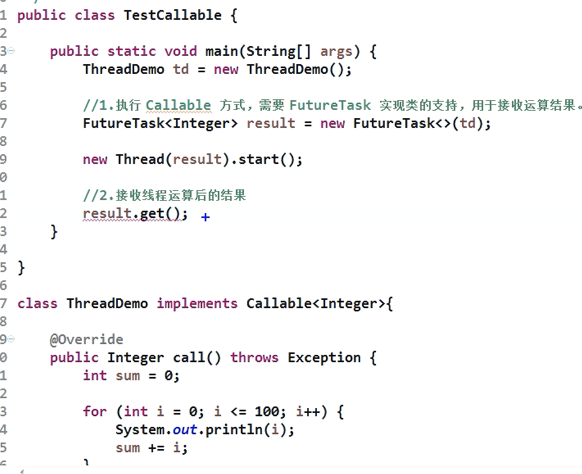 1 public class TestCallable {
2
3 public static void main(String[] args) {
4 ThreadDemo td = new ThreadDemo();
5
6 //1.执行 Callable 方式，需要 FutureTask 实现类的支持，用于接收运算结果。
7 FutureTask<Integer> result = new FutureTask<>(td);
8
9 new Thread(result).start();
0
1 //2.接收线程运算后的结果
2 result.get();
3 }
4
5 }
6
7 class ThreadDemo implements Callable<Integer>{
8
9 @Override
0 public Integer call() throws Exception {
1 int sum = 0;
2
3 for (int i = 0; i <= 100; i++) {
4 System.out.println(i);
5 sum += i;
6 }